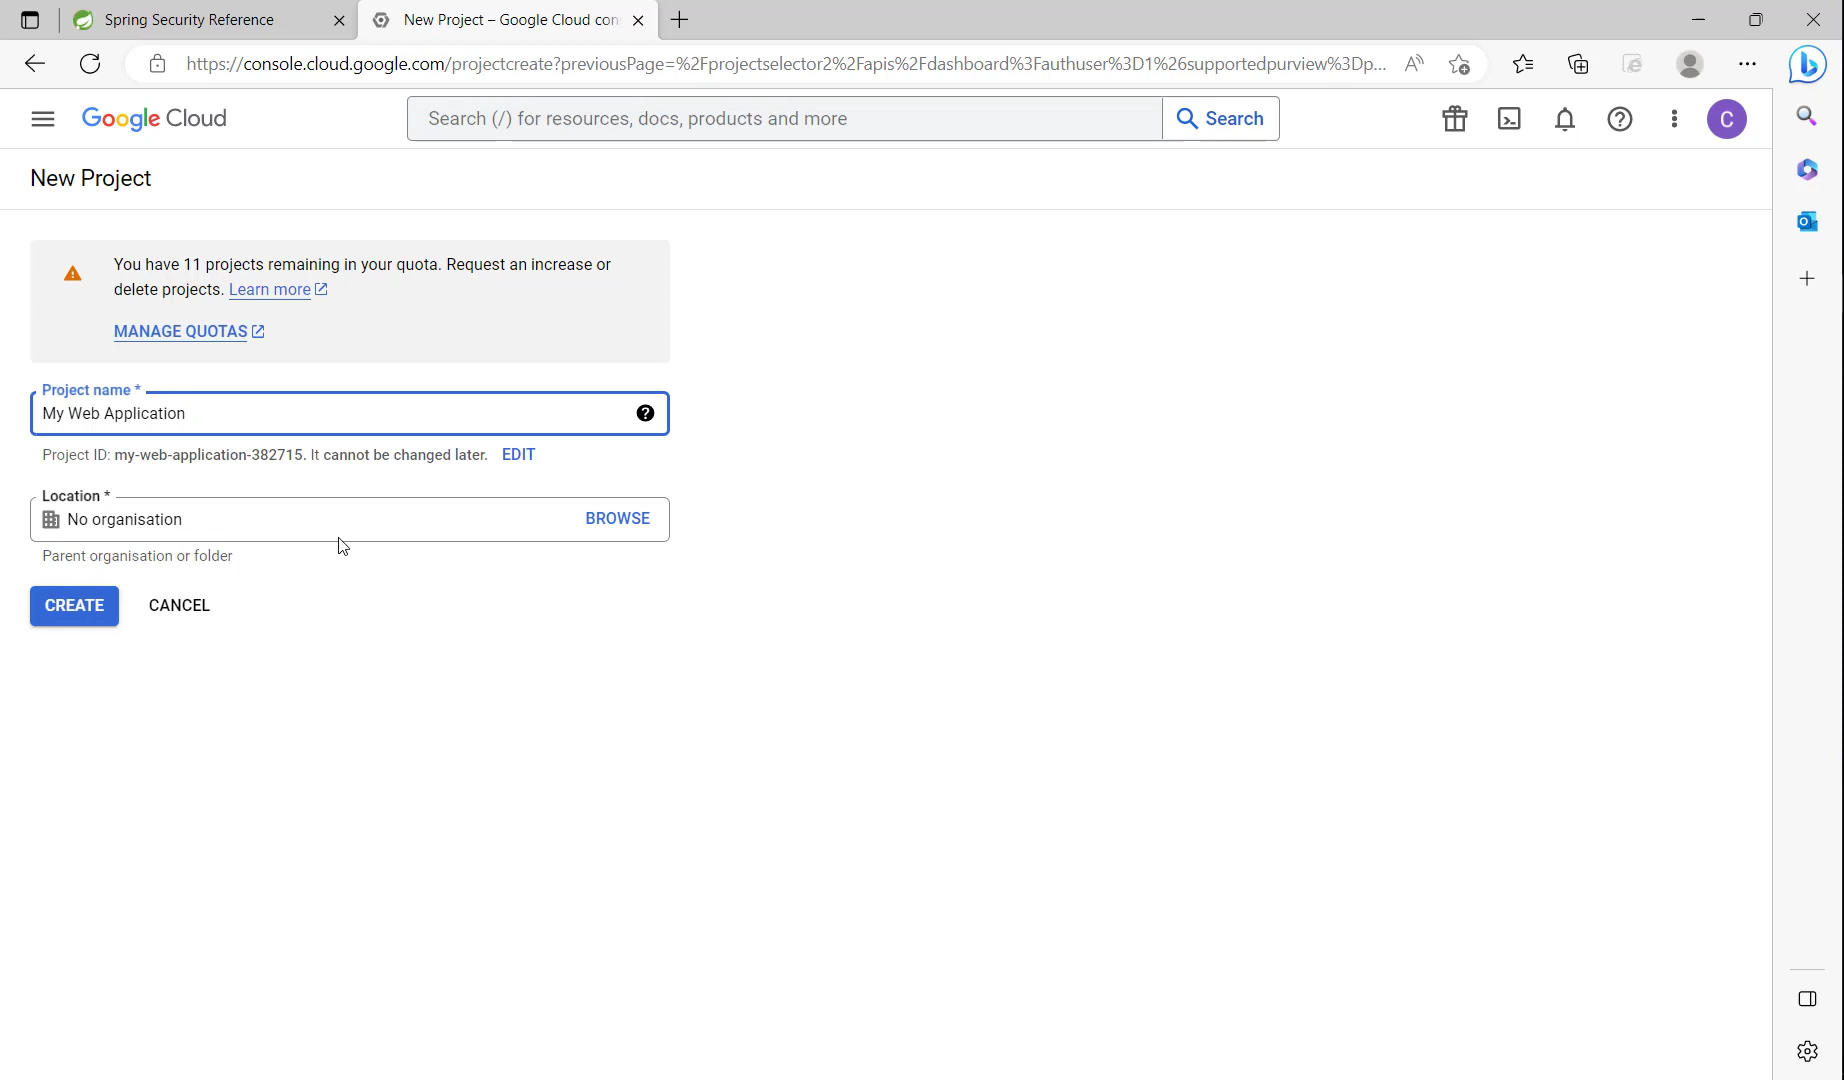 Spring Security Reference
New Project – Google Cloud con
https://console.cloud.google.com/projectcreate?previousPage=%2Fprojectselector2%2Fapis%2Fdashboard%3Fauthuser%3D1%26supportedpurview%3Dp...
Google Cloud
Search (/) for resources, docs, products and more
Search
C
New Project
You have 11 projects remaining in your quota. Request an increase or
delete projects. Learn more
MANAGE QUOTAS
Project name *
My Web Application
Project ID: my-web-application-382715. It cannot be changed later. EDIT
Location *
No organisation BROWSE
Parent organisation or folder
CREATE CANCEL